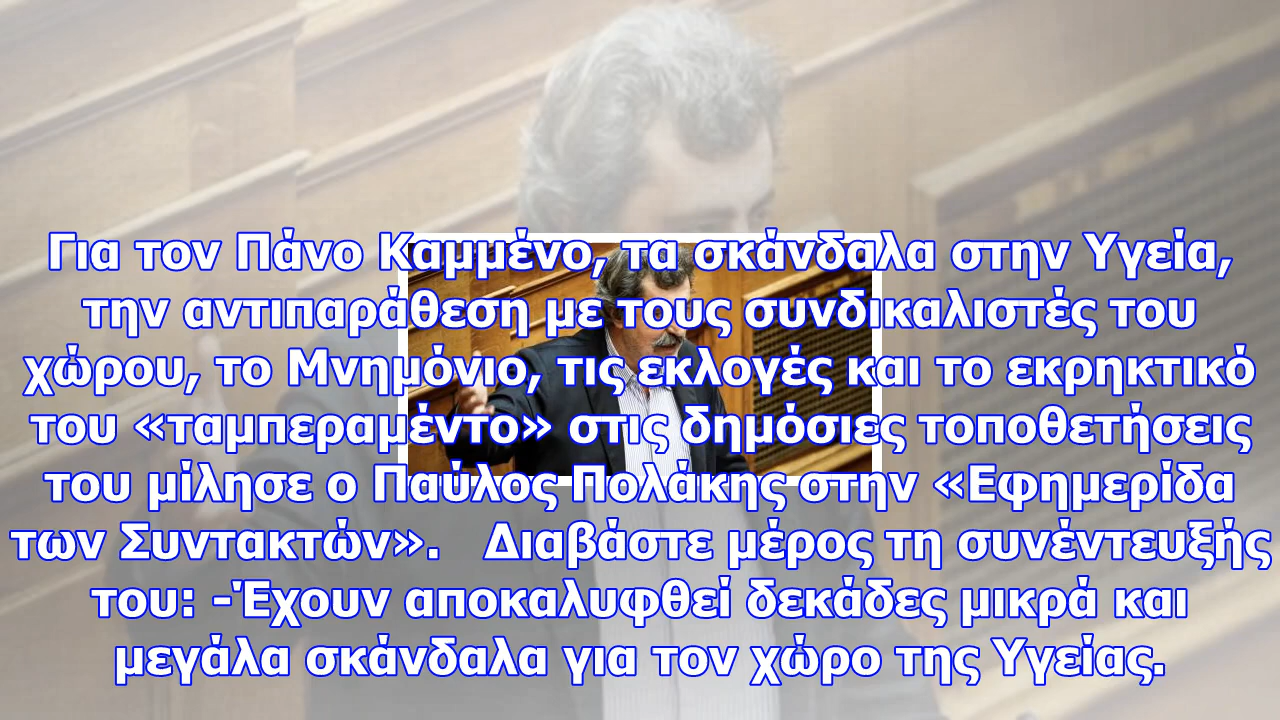 Για τον Πάνο Καμμένο, τα σκάνδαλα στην Υγεία,
την αντιπαράθεση με τους συνδικαλιστές του
χώρου, το Μνημόνιο, τις εκλογές και το εκρηκτικό
του «ταμπεραμέντο» στις δημόσιες τοποθετήσεις
του μίλησε ο Παύλος Πολάκης στην «Εφημερίδα
των Συντακτών».   Διαβάστε μέρος τη συνέντευξής
του: -Έχουν αποκαλυφθεί δεκάδες μικρά και
μεγάλα σκάνδαλα για τον χώρο της Υγείας.